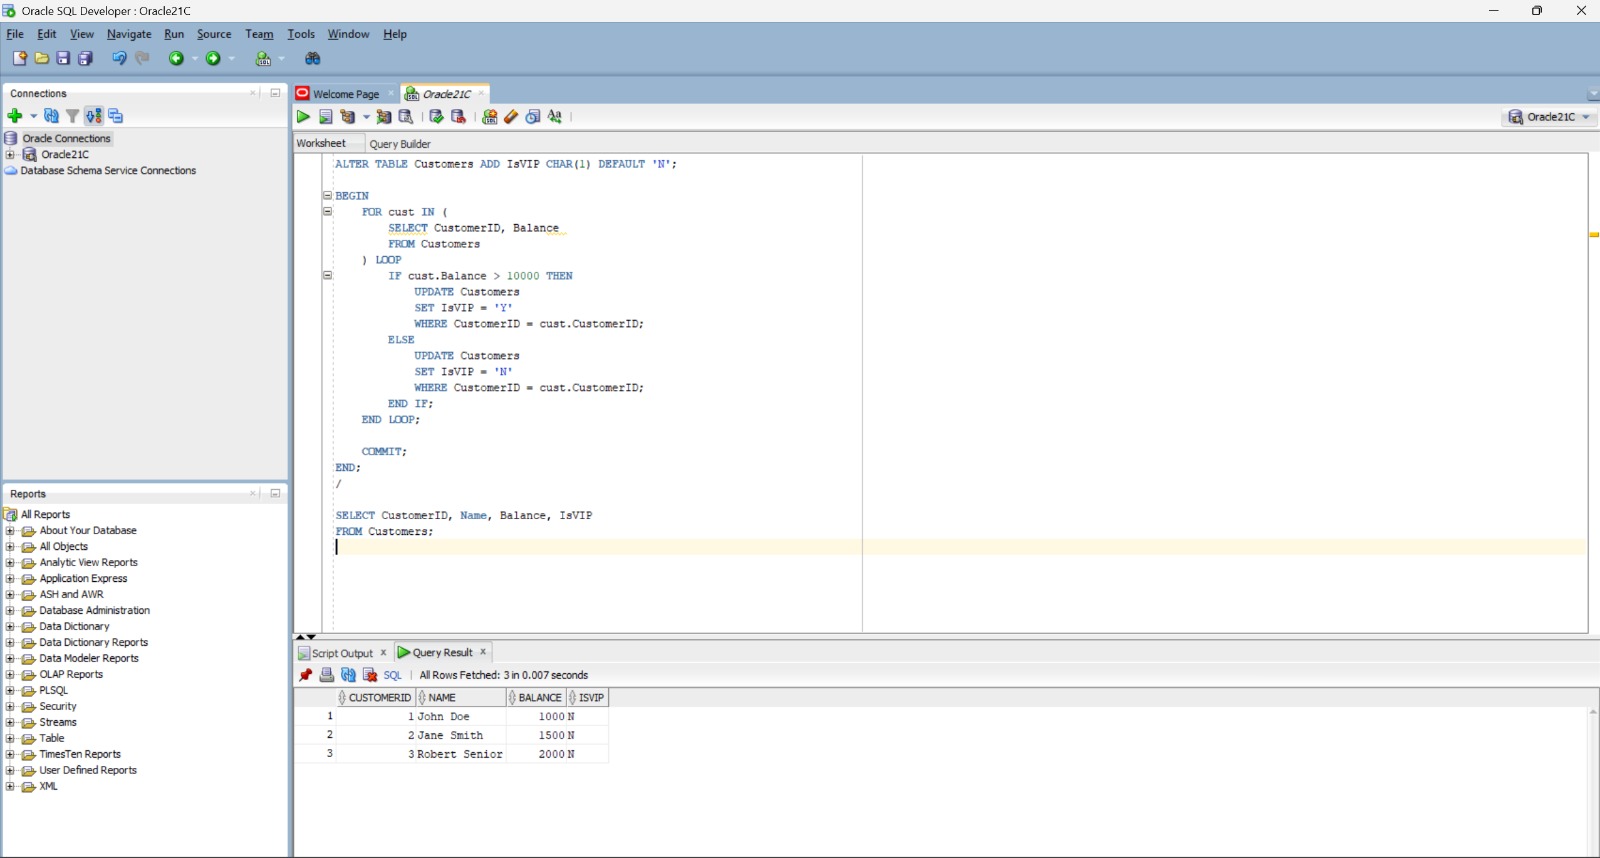 Oracle SQL Developer : Oracle21C
File Edit View Navigate Run Source Team Tools Window Help
Connections
Oracle Connections
Oracle21C
Database Schema Service Connections
Reports
All Reports
About Your Database
All Objects
Analytic View Reports
Application Express
ASH and AWR
Database Administration
Data Dictionary
Data Dictionary Reports
Data Modeler Reports
OLAP Reports
PLSQL
Security
Streams
Table
TimesTen Reports
User Defined Reports
XML
Welcome Page Oracle21C
Oracle21C
Worksheet Query Builder
ALTER TABLE Customers ADD IsVIP CHAR(1) DEFAULT 'N';
BEGIN
FOR cust IN (
SELECT CustomerID, Balance
FROM Customers
) LOOP
IF cust.Balance > 10000 THEN
UPDATE Customers
SET IsVIP = 'Y'
WHERE CustomerID = cust.CustomerID;
ELSE
UPDATE Customers
SET IsVIP = 'N'
WHERE CustomerID = cust.CustomerID;
END IF;
END LOOP;
COMMIT;
END;
/
SELECT CustomerID, Name, Balance, IsVIP
FROM Customers;
Script Output Query Result
SQL All Rows Fetched: 3 in 0.007 seconds
CUSTOMERID NAME BALANCE ISVIP
1 1 John Doe 1000 N
2 2 Jane Smith 1500 N
3 3 Robert Senior 2000 N